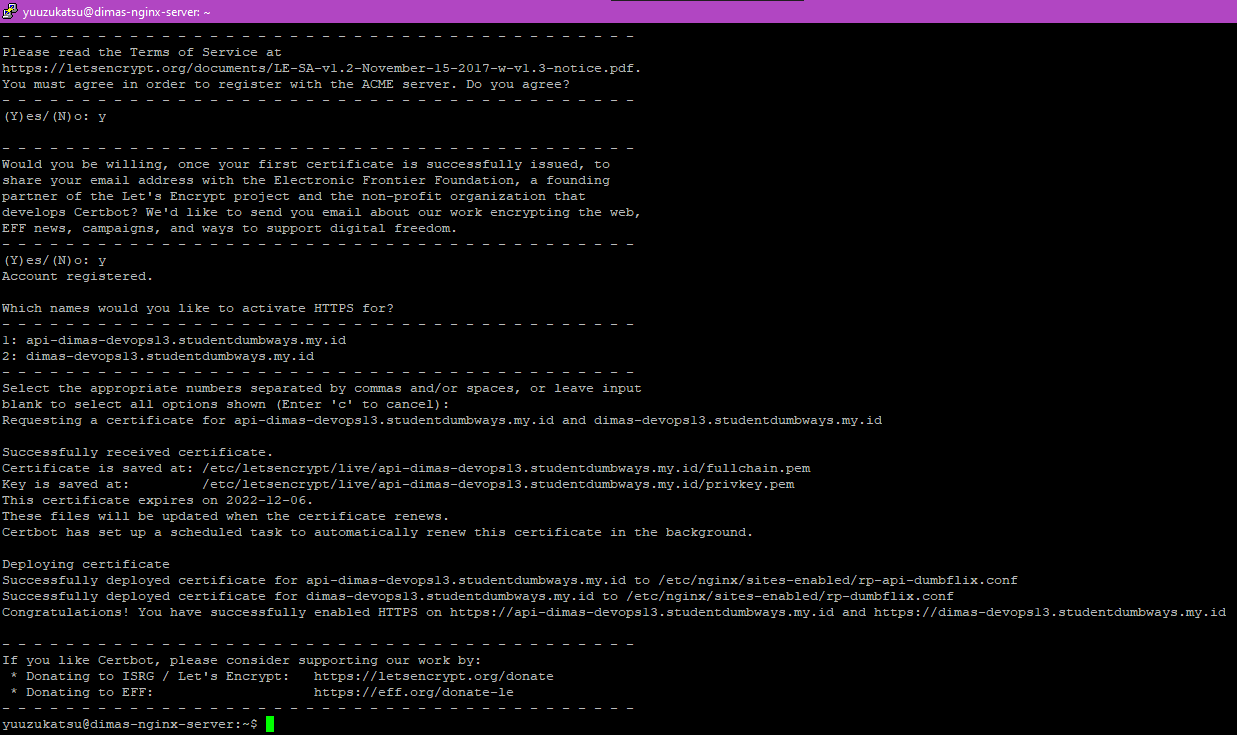 yuuzukatsu@dimas-nginx-server: ~
- - - - - - - - - - - - - - - - - - - - - - - - - - - - - - - - - - - - - - - -
Please read the Terms of Service at
https://letsencrypt.org/documents/LE-SA-v1.2-November-15-2017-w-v1.3-notice.pdf.
You must agree in order to register with the ACME server. Do you agree?
- - - - - - - - - - - - - - - - - - - - - - - - - - - - - - - - - - - - - - - -
(Y)es/(N)o: y
- - - - - - - - - - - - - - - - - - - - - - - - - - - - - - - - - - - - - - - -
Would you be willing, once your first certificate is successfully issued, to
share your email address with the Electronic Frontier Foundation, a founding
partner of the Let's Encrypt project and the non-profit organization that
develops Certbot? We'd like to send you email about our work encrypting the web,
EFF news, campaigns, and ways to support digital freedom.
- - - - - - - - - - - - - - - - - - - - - - - - - - - - - - - - - - - - - - - -
(Y)es/(N)o: y
Account registered.
Which names would you like to activate HTTPS for?
- - - - - - - - - - - - - - - - - - - - - - - - - - - - - - - - - - - - - - - -
1: api-dimas-devops13.studentdumbways.my.id
2: dimas-devops13.studentdumbways.my.id
- - - - - - - - - - - - - - - - - - - - - - - - - - - - - - - - - - - - - - - -
Select the appropriate numbers separated by commas and/or spaces, or leave input
blank to select all options shown (Enter 'c' to cancel):
Requesting a certificate for api-dimas-devops13.studentdumbways.my.id and dimas-devops13.studentdumbways.my.id
Successfully received certificate.
Certificate is saved at: /etc/letsencrypt/live/api-dimas-devops13.studentdumbways.my.id/fullchain.pem
Key is saved at:         /etc/letsencrypt/live/api-dimas-devops13.studentdumbways.my.id/privkey.pem
This certificate expires on 2022-12-06.
These files will be updated when the certificate renews.
Certbot has set up a scheduled task to automatically renew this certificate in the background.
Deploying certificate
Successfully deployed certificate for api-dimas-devops13.studentdumbways.my.id to /etc/nginx/sites-enabled/rp-api-dumbflix.conf
Successfully deployed certificate for dimas-devops13.studentdumbways.my.id to /etc/nginx/sites-enabled/rp-dumbflix.conf
Congratulations! You have successfully enabled HTTPS on https://api-dimas-devops13.studentdumbways.my.id and https://dimas-devops13.studentdumbways.my.id
- - - - - - - - - - - - - - - - - - - - - - - - - - - - - - - - - - - - - - - -
If you like Certbot, please consider supporting our work by:
 * Donating to ISRG / Let's Encrypt:   https://letsencrypt.org/donate
 * Donating to EFF:                    https://eff.org/donate-le
- - - - - - - - - - - - - - - - - - - - - - - - - - - - - - - - - - - - - - - -
yuuzukatsu@dimas-nginx-server:~$